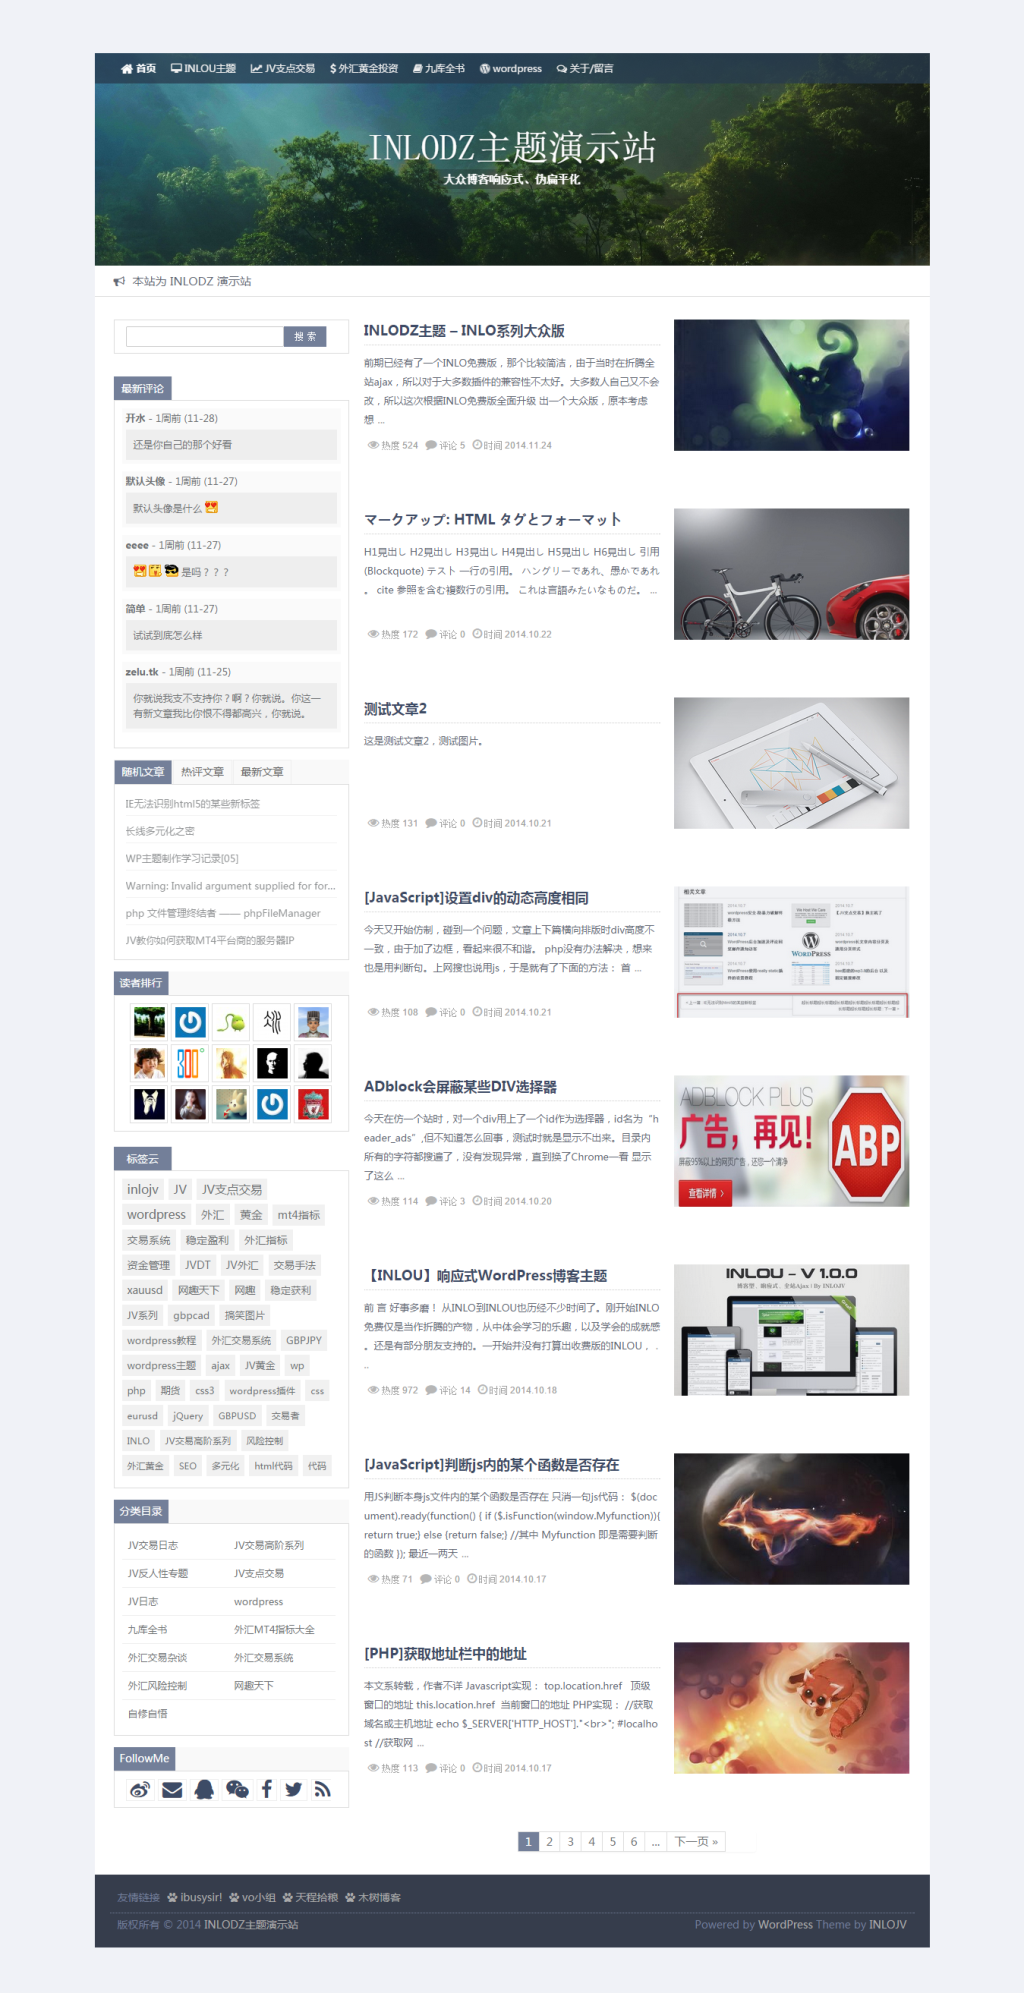 首页 INLOU主题 JV支点交易 外汇黄金投资 九库全书 wordpress 关于/留言
INLODZ主题演示站
大众博客响应式、伪扁平化
本站为 INLODZ 演示站
搜 索
最新评论
开水 - 1周前 (11-28)
还是你自己的那个好看
默认头像 - 1周前 (11-27)
默认头像是什么
eeee - 1周前 (11-27)
是吗？？？
简单 - 1周前 (11-27)
试试到底怎么样
zelu.tk - 1周前 (11-25)
你就说我支不支持你？啊？你就说。你这一
有新文章我比你恨不得都高兴，你就说。
随机文章 热评文章 最新文章
IE无法识别html5的某些新标签
长线多元化之密
WP主题制作学习记录[05]
Warning: Invalid argument supplied for for...
php 文件管理终结者 —— phpFileManager
JV教你如何获取MT4平台商的服务器IP
读者排行
标签云
inlojv JV JV支点交易
wordpress 外汇 黄金 mt4指标
交易系统 稳定盈利 外汇指标
资金管理 JVDT JV外汇 交易手法
xauusd 网趣天下 网趣 稳定获利
JV系列 gbpcad 搞笑图片
wordpress教程 外汇交易系统 GBPJPY
wordpress主题 ajax JV黄金 wp
php 期货 css3 wordpress插件 css
eurusd jQuery GBPUSD 交易者
INLO JV交易高阶系列 风险控制
外汇黄金 SEO 多元化 html代码 代码
分类目录
JV交易日志 JV交易高阶系列
JV反人性专题 JV支点交易
JV日志 wordpress
九库全书 外汇MT4指标大全
外汇交易杂谈 外汇交易系统
外汇风险控制 网趣天下
自修自悟
FollowMe
INLODZ主题 – INLO系列大众版
前期已经有了一个INLO免费版，那个比较简洁，由于当时在折腾全
站ajax，所以对于大多数插件的兼容性不太好。大多数人自己又不会
改，所以这次根据INLO免费版全面升级 出一个大众版，原本考虑
想 ...
热度 524 评论 5 时间 2014.11.24
マークアップ: HTML タグとフォーマット
H1見出し H2見出し H3見出し H4見出し H5見出し H6見出し 引用
(Blockquote) テスト 一行の引用。 ハングリーであれ、愚かであれ
。 cite 参照を含む複数行の引用。 これは言語みたいなものだ。 ...
热度 172 评论 0 时间 2014.10.22
测试文章2
这是测试文章2，测试图片。
热度 131 评论 0 时间 2014.10.21
[JavaScript]设置div的动态高度相同
今天又开始仿制，碰到一个问题，文章上下篇横向排版时div高度不
一致，由于加了边框，看起来很不和谐。 php没有办法解决，想来
也是用判断句。上网搜也说用js，于是就有了下面的方法： 首 ...
热度 108 评论 0 时间 2014.10.21
相关文章
WORDPRESS
ADblock会屏蔽某些DIV选择器
今天在仿一个站时，对一个div用上了一个id作为选择器，id名为“h
eader_ads”,但不知道怎么回事，测试时就是显示不出来。目录内
所有的字符都搜遍了，没有发现异常，直到换了Chrome一看 显示
了这么 ...
热度 114 评论 3 时间 2014.10.20
ADBLOCK PLUS
广告，再见!
屏蔽95%以上的网页广告，还您一个清净
查看详情 〉
ABP
【INLOU】响应式WordPress博客主题
前 言 好事多磨！ 从INLO到INLOU也历经不少时间了。刚开始INLO
免费仅是当作折腾的产物，从中体会学习的乐趣，以及学会的成就感
。还是有部分朋友支持的。一开始并没有打算出收费版的INLOU，.
..
热度 972 评论 14 时间 2014.10.18
INLOU – V 1.0.0
博客型、响应式、全站Ajax | By INLOJV
[JavaScript]判断js内的某个函数是否存在
用JS判断本身js文件内的某个函数是否存在 只消一句js代码： $(doc
ument).ready(function() { if ($.isFunction(window.Myfunction)){
return true;} else {return false;} //其中 Myfunction 即是需要判断
的函数 }); 最近一两天 ...
热度 71 评论 0 时间 2014.10.17
[PHP]获取地址栏中的地址
本文系转载，作者不详 Javascript实现： top.location.href 顶级
窗口的地址 this.location.href 当前窗口的地址 PHP实现： //获取
域名或主机地址 echo $_SERVER['HTTP_HOST']."<br>"; #localho
st //获取网 ...
热度 113 评论 0 时间 2014.10.17
1 2 3 4 5 6 ... 下一页 »
友情链接 ibusysir! vo小组 天程拾粮 木树博客
版权所有 © 2014 INLODZ主题演示站
Powered by WordPress Theme by INLOJV